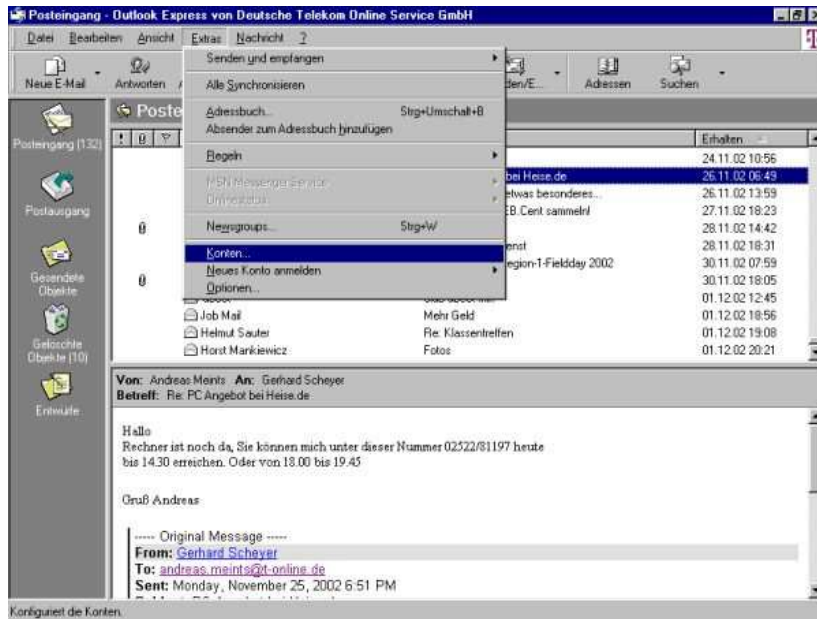 Posteingang - Outlook Express von Deutsche Telekom Online Service GmbH
Datei Bearbeiten Ansicht Extras Nachricht ?
Neue E-Mail Antworten Adressen Suchen
Senden und empfangen
Alle Synchronisieren
Adressbuch... Strg+Umschalt+B
Absender zum Adressbuch hinzufügen
Regeln
MSN Messenger Service
Onlinestatus
Newsgroups... Strg+W
Konten...
Neues Konto anmelden
Optionen...
Posteingang (132)
Postausgang
Gesendete Objekte
Gelöschte Objekte (10)
Entwürfe
Poste
! Erhalten
24.11.02 10:56
bei Heise.de 26.11.02 06:49
etwas besonderes... 26.11.02 13:59
EB.Cent sammeln! 27.11.02 18:23
28.11.02 14:42
enst 28.11.02 18:31
egion-1-Fieldday 2002 30.11.02 07:59
30.11.02 18:05
01.12.02 12:45
Job Mail Mehr Geld 01.12.02 18:56
Helmut Sauter Re: Klassentreffen 01.12.02 19:08
Horst Mankiewicz Fotos 01.12.02 20:21
Von: Andreas Meints An: Gerhard Scheyer
Betreff: Re: PC Angebot bei Heise.de
Hallo
Rechner ist noch da, Sie können mich unter dieser Nummer 02522/81197 heute
bis 14.30 erreichen. Oder von 18.00 bis 19.45
Gruß Andreas
----- Original Message -----
From: Gerhard Scheyer
To: andreas.meints@t-online.de
Sent: Monday, November 25, 2002 6:51 PM
Konfiguriert die Konten.